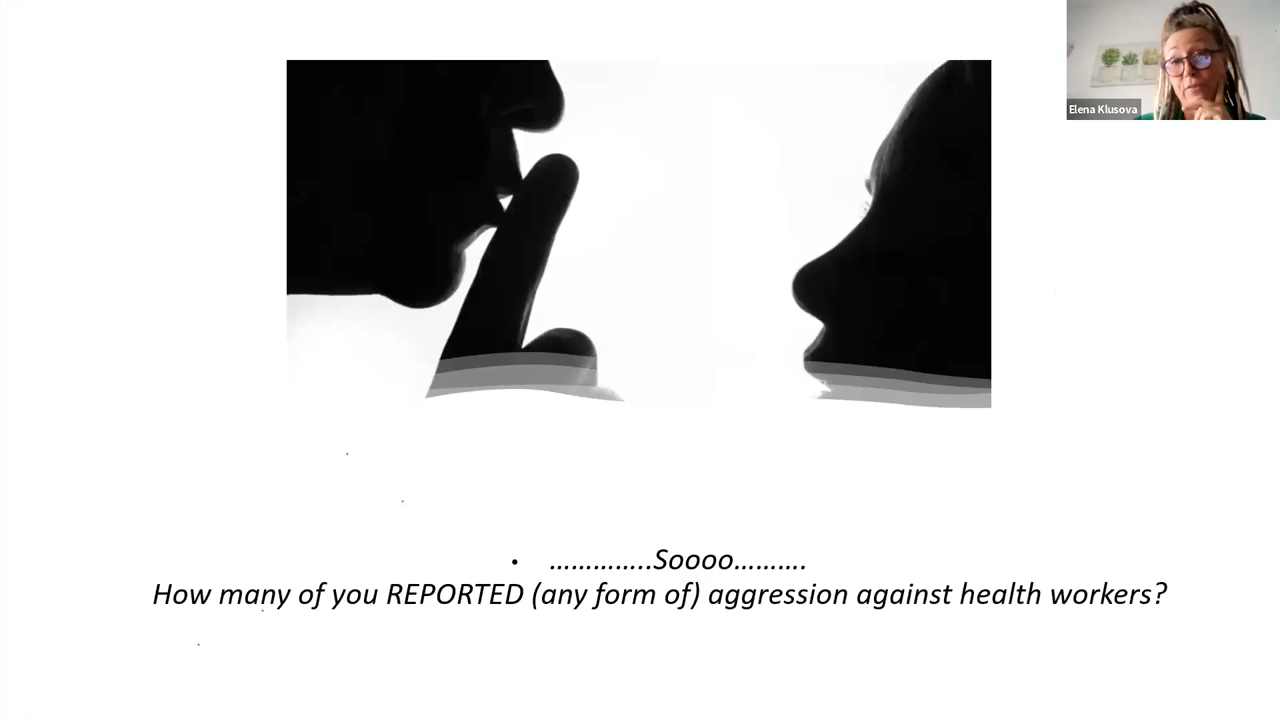 Elena Klusova
• …………..Soooo……….
How many of you REPORTED (any form of) aggression against health workers?